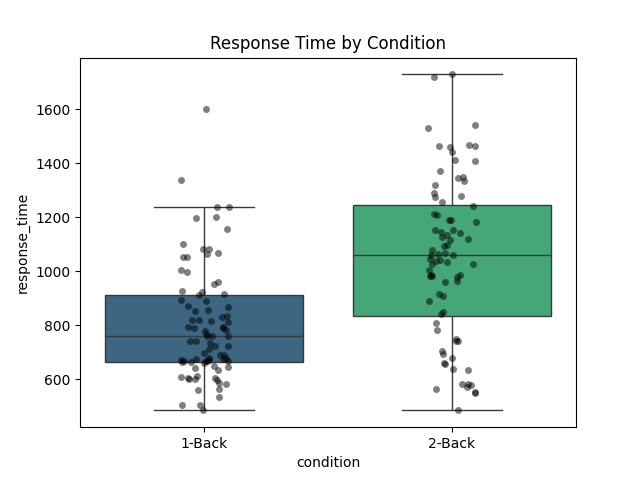 Response Time by Condition
response_time
1600
1400
1200
1000
800
600
1-Back
2-Back
condition